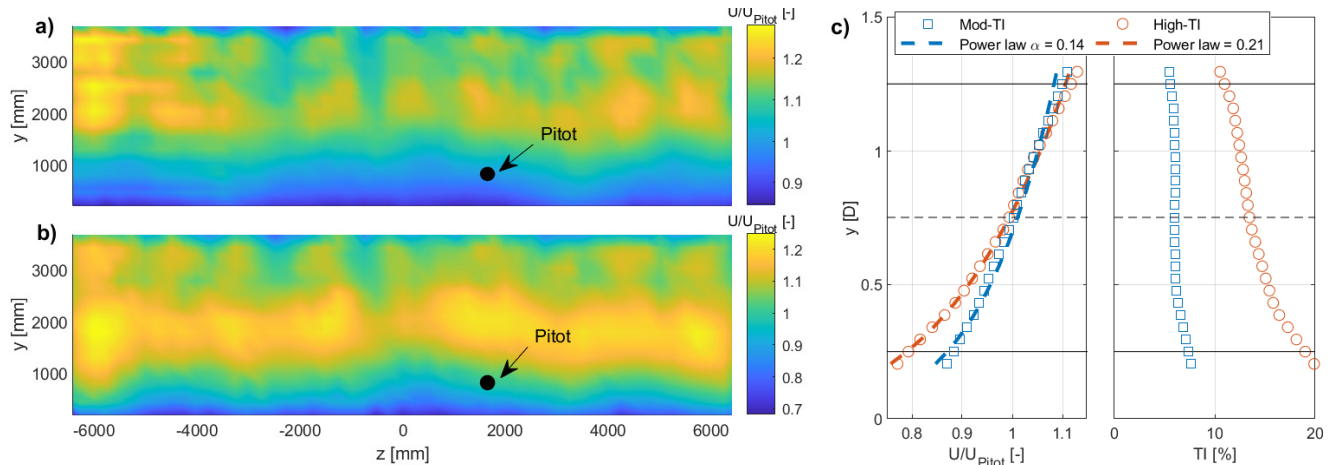 a)
U/U_Pitot [-]
y [mm]
3000
2000
1000
Pitot
1.2
1.1
1
0.9
b)
U/U_Pitot [-]
y [mm]
3000
2000
1000
Pitot
1.2
1.1
1
0.9
0.8
0.7
-6000 -4000 -2000 0 2000 4000 6000
z [mm]
c)
Mod-TI High-TI
Power law α = 0.14 Power law = 0.21
y [D]
1.5
1
0.5
0
0.8 0.9 1 1.1
U/U_Pitot [-]
0 10 20
TI [%]